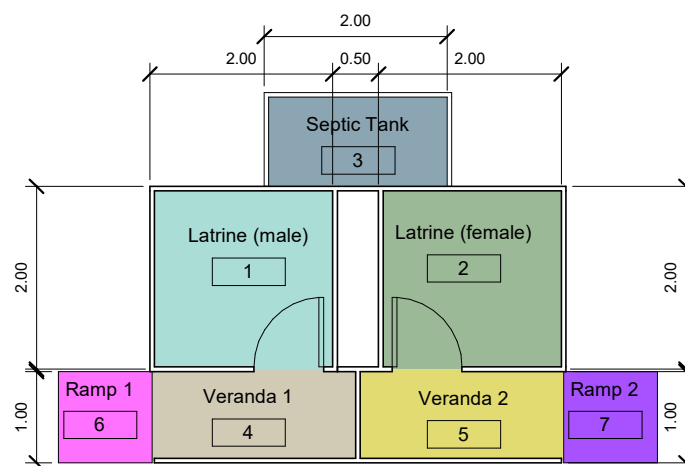 2.00
2.00
0.50
2.00
Septic Tank
3
Latrine (male)
1
Latrine (female)
2
2.00
2.00
Ramp 1
6
Veranda 1
4
Veranda 2
5
Ramp 2
7
1.00
1.00